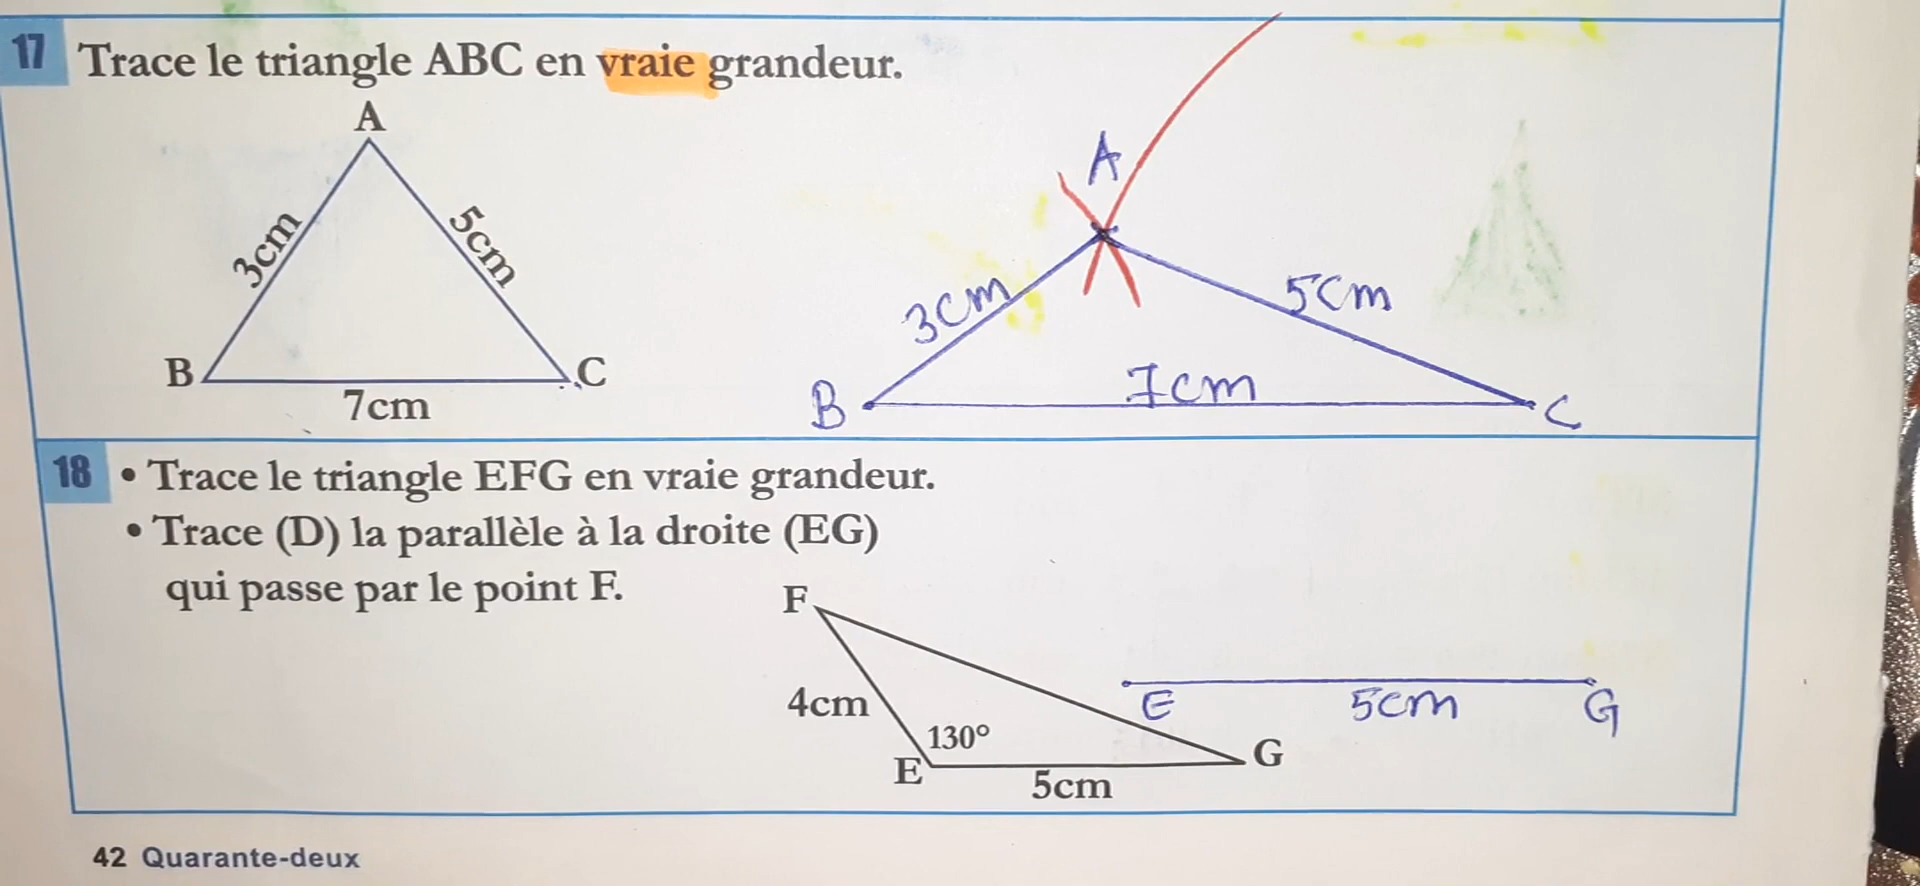 17 Trace le triangle ABC en vraie grandeur.
A
3cm
5cm
B
C
7cm
A
3cm
5cm
7cm
B
C
18 • Trace le triangle EFG en vraie grandeur.
• Trace (D) la parallèle à la droite (EG)
qui passe par le point F.
F
4cm
130°
E
G
5cm
E
5cm
G
42 Quarante-deux